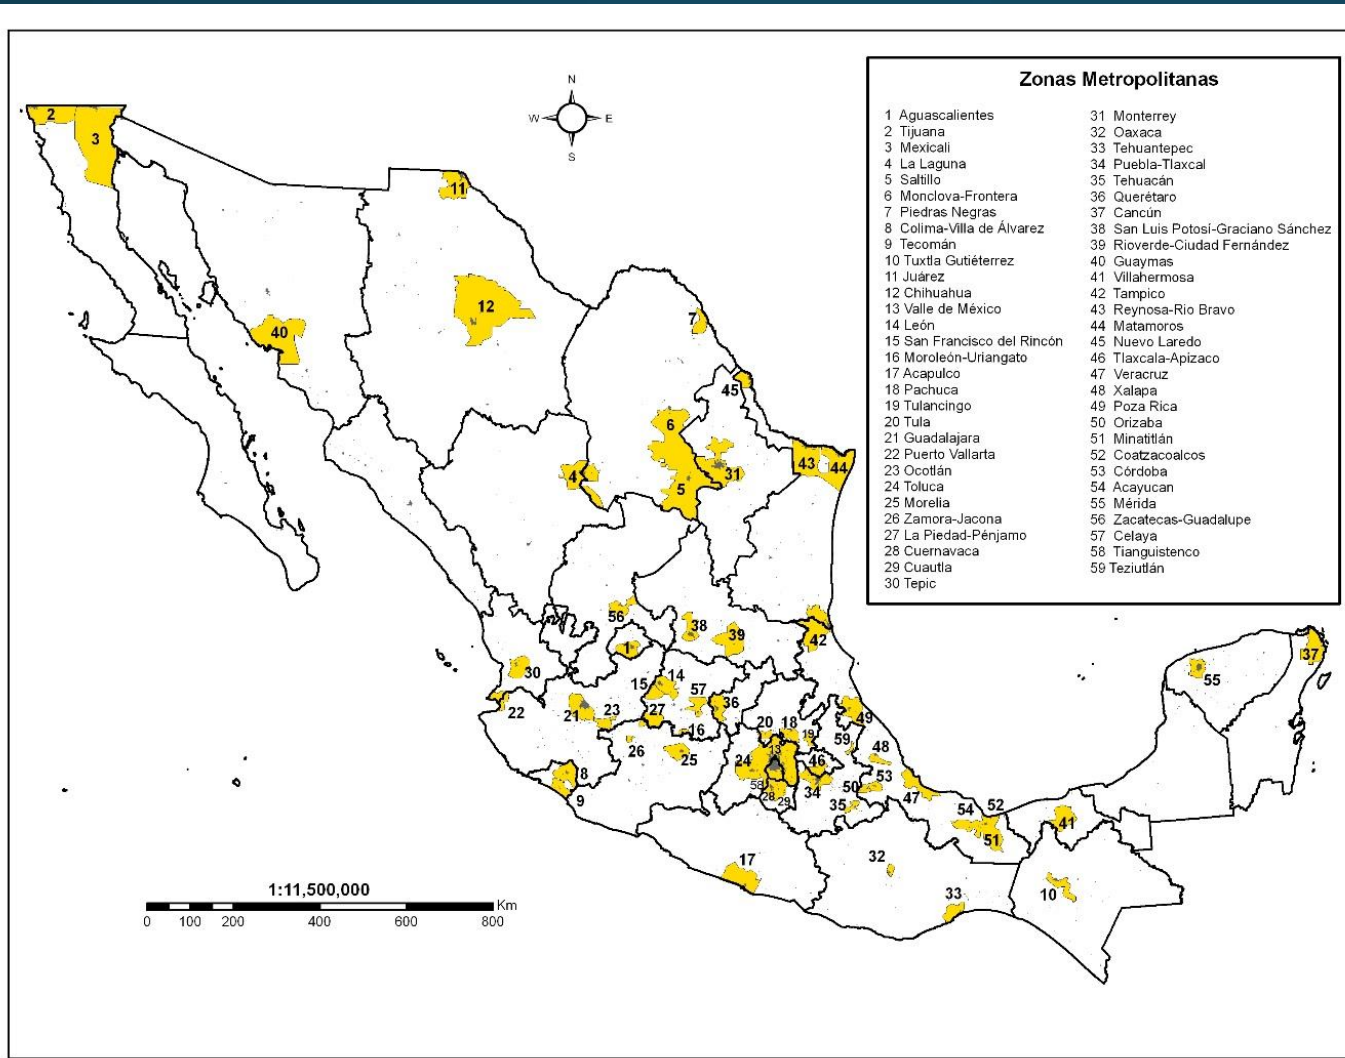 Zonas Metropolitanas
1 Aguascalientes
2 Tijuana
3 Mexicali
4 La Laguna
5 Saltillo
6 Monclova-Frontera
7 Piedras Negras
8 Colima-Villa de Álvarez
9 Tecomán
10 Tuxtla Gutiéterrez
11 Juárez
12 Chihuahua
13 Valle de México
14 León
15 San Francisco del Rincón
16 Moroleón-Uriangato
17 Acapulco
18 Pachuca
19 Tulancingo
20 Tula
21 Guadalajara
22 Puerto Vallarta
23 Ocotlán
24 Toluca
25 Morelia
26 Zamora-Jacona
27 La Piedad-Pénjamo
28 Cuernavaca
29 Cuautla
30 Tepic
31 Monterrey
32 Oaxaca
33 Tehuantepec
34 Puebla-Tlaxcal
35 Tehuacán
36 Querétaro
37 Cancún
38 San Luis Potosí-Graciano Sánchez
39 Rioverde-Ciudad Fernández
40 Guaymas
41 Villahermosa
42 Tampico
43 Reynosa-Rio Bravo
44 Matamoros
45 Nuevo Laredo
46 Tlaxcala-Apizaco
47 Veracruz
48 Xalapa
49 Poza Rica
50 Orizaba
51 Minatitlán
52 Coatzacoalcos
53 Córdoba
54 Acayucan
55 Mérida
56 Zacatecas-Guadalupe
57 Celaya
58 Tianguistenco
59 Teziutlán
N
W
E
S
2
3
11
12
40
7
45
6
4
5
31
43
44
56
38
39
42
1
30
15
14
57
36
22
21
23
27
16
26
25
20
18
19
13
59
49
48
24
46
53
58
28
29
34
50
35
47
8
9
54
52
51
41
17
32
33
10
55
37
1:11,500,000
0 100 200 400 600 800 Km